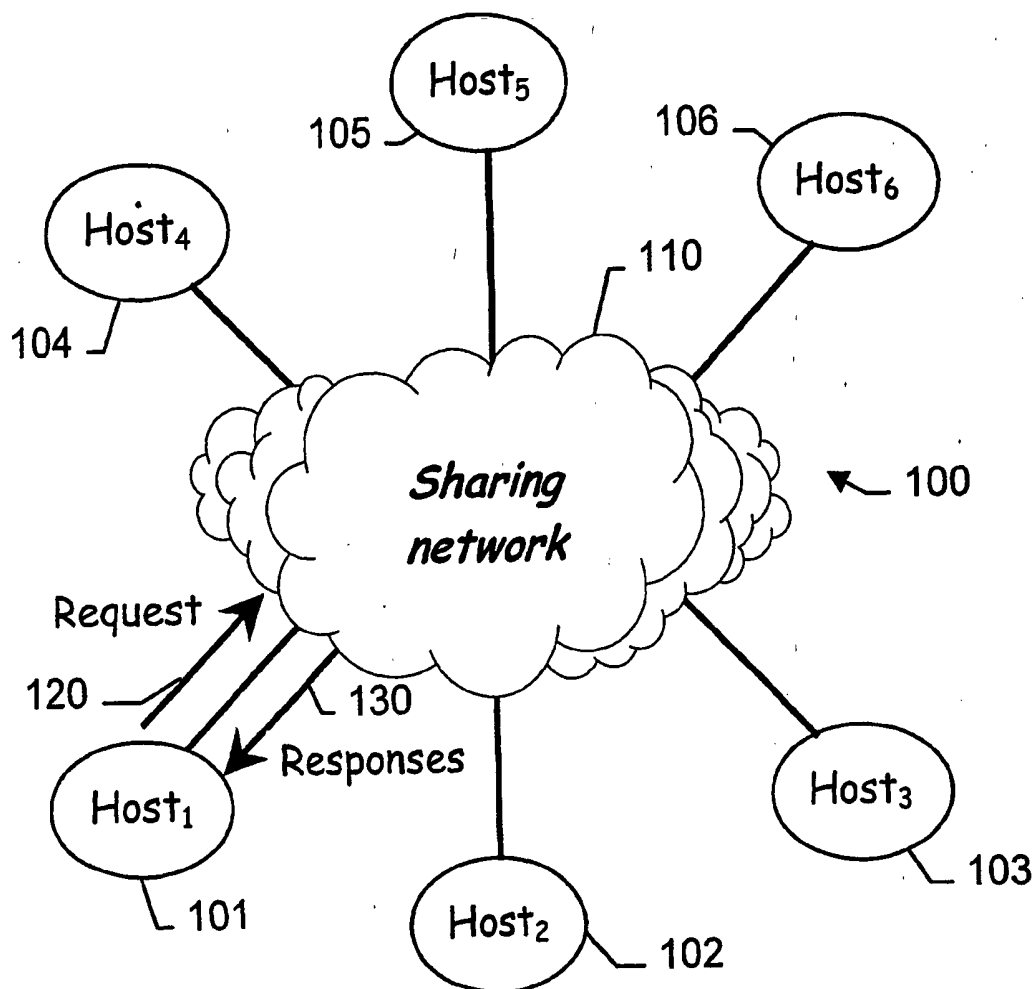 Host₅
105
106
Host₆
Host₄
110
104
Sharing
network
100
Request
120
130
Responses
Host₁
Host₃
103
101
Host₂
102